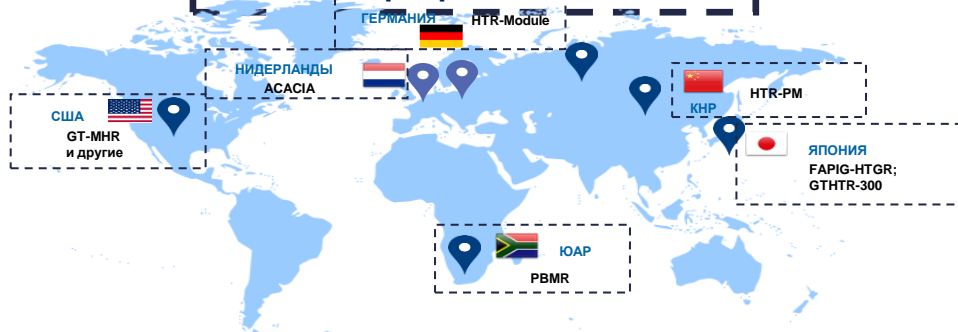 ГЕРМАНИЯ HTR-Module
НИДЕРЛАНДЫ
ACACIA
США
GT-MHR
и другие
HTR-PM
КНР
ЯПОНИЯ
FAPIG-HTGR;
GTHTR-300
ЮАР
PBMR